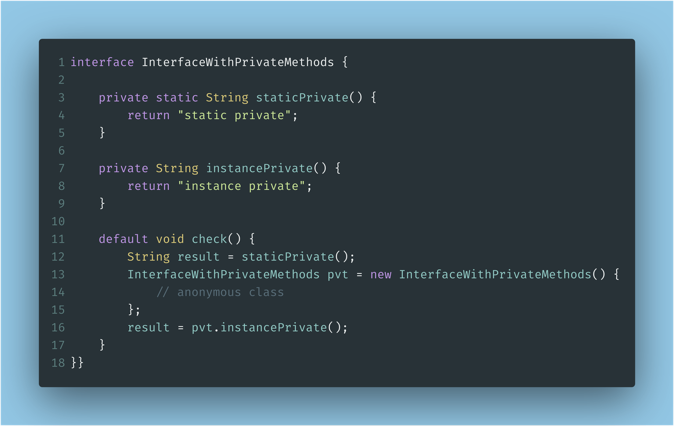 1 interface InterfaceWithPrivateMethods {
2
3     private static String staticPrivate() {
4         return "static private";
5     }
6
7     private String instancePrivate() {
8         return "instance private";
9     }
10
11     default void check() {
12         String result = staticPrivate();
13         InterfaceWithPrivateMethods pvt = new InterfaceWithPrivateMethods() {
14             // anonymous class
15         };
16         result = pvt.instancePrivate();
17     }
18 }}